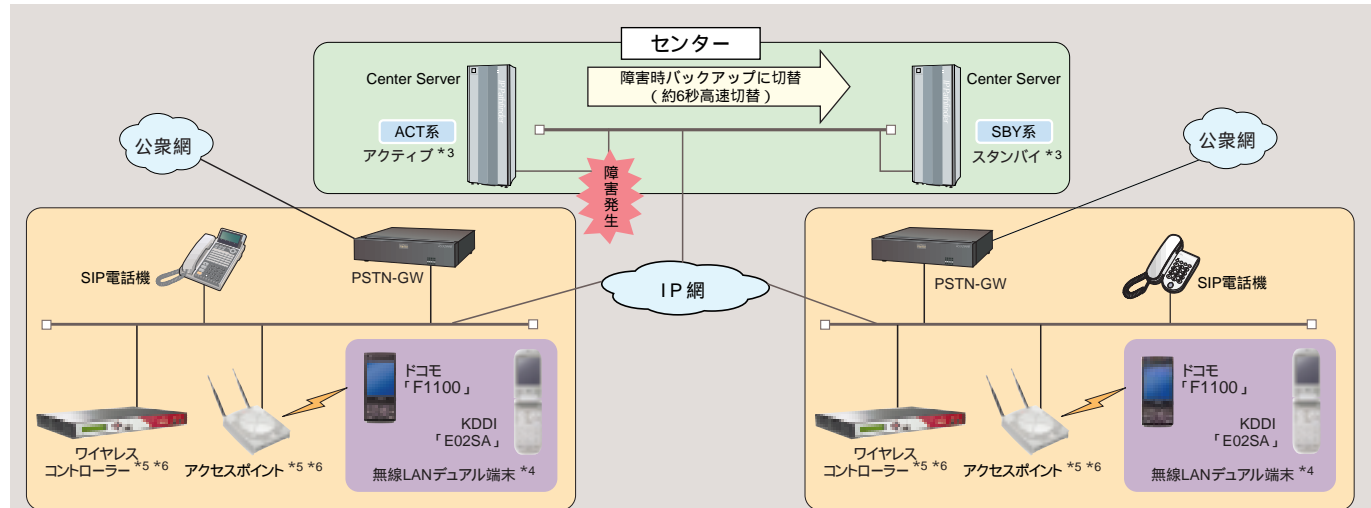 センター
Center Server
障害時バックアップに切替
（約6秒高速切替）
Center Server
ACT系
アクティブ *3
SBY系
スタンバイ *3
障害発生
公衆網
公衆網
SIP電話機
PSTN-GW
IP網
PSTN-GW
SIP電話機
ワイヤレス
コントローラー *5 *6
アクセスポイント *5 *6
ドコモ
「F1100」
KDDI
「E02SA」
無線LANデュアル端末 *4
ワイヤレス
コントローラー *5 *6
アクセスポイント *5 *6
ドコモ
「F1100」
KDDI
「E02SA」
無線LANデュアル端末 *4